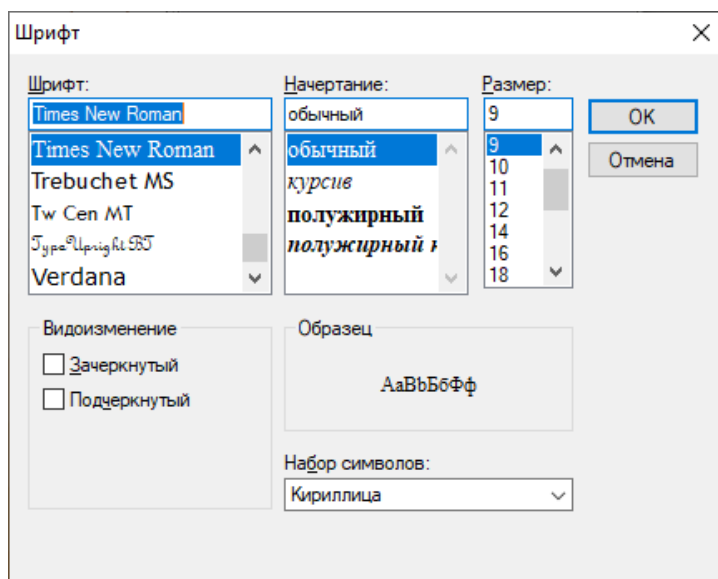 Шрифт
Шрифт:
Times New Roman
Times New Roman
Trebuchet MS
Tw Cen MT
TypeUpright BT
Verdana
Начертание:
обычный
обычный
курсив
полужирный
полужирный к
Размер:
9
9
10
11
12
14
16
18
OK
Отмена
Видоизменение
Зачеркнутый
Подчеркнутый
Образец
АаBbБбФф
Набор символов:
Кириллица